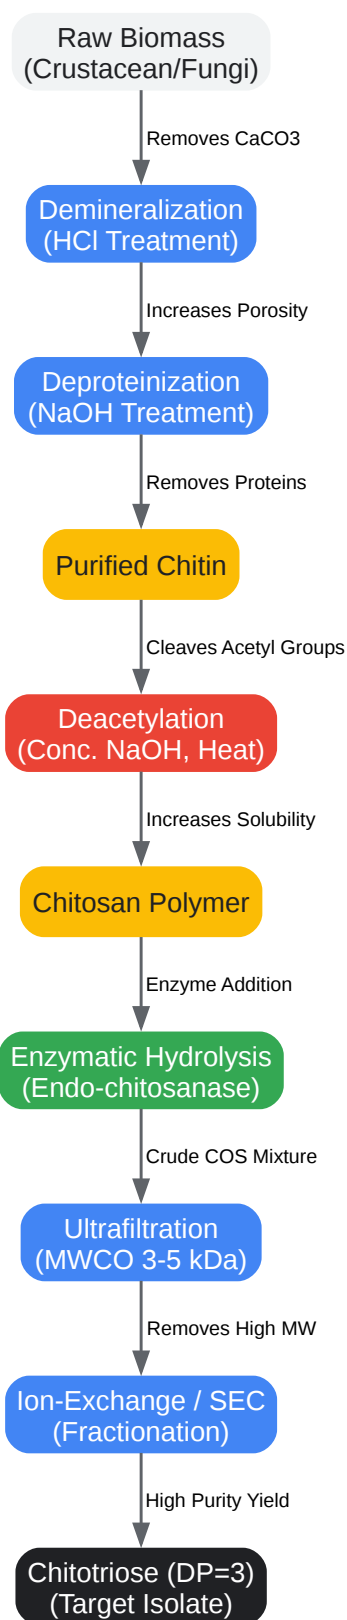 Raw Biomass
(Crustacean/Fungi)
Removes CaCO3
Demineralization
(HCl Treatment)
Increases Porosity
Deproteinization
(NaOH Treatment)
Removes Proteins
Purified Chitin
Cleaves Acetyl Groups
Deacetylation
(Conc. NaOH, Heat)
Increases Solubility
Chitosan Polymer
Enzyme Addition
Enzymatic Hydrolysis
(Endo-chitosanase)
Crude COS Mixture
Ultrafiltration
(MWCO 3-5 kDa)
Removes High MW
Ion-Exchange / SEC
(Fractionation)
High Purity Yield
Chitotriose (DP=3)
(Target Isolate)